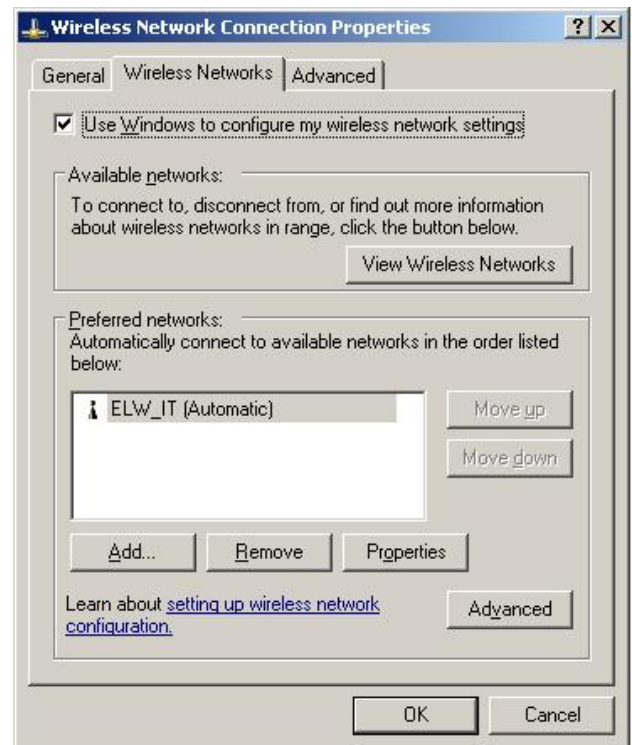 Wireless Network Connection Properties
General
Wireless Networks
Advanced
Use Windows to configure my wireless network settings
Available networks:
To connect to, disconnect from, or find out more information
about wireless networks in range, click the button below.
View Wireless Networks
Preferred networks:
Automatically connect to available networks in the order listed
below:
ELW_IT (Automatic)
Move up
Move down
Add...
Remove
Properties
Learn about setting up wireless network
configuration.
Advanced
OK
Cancel